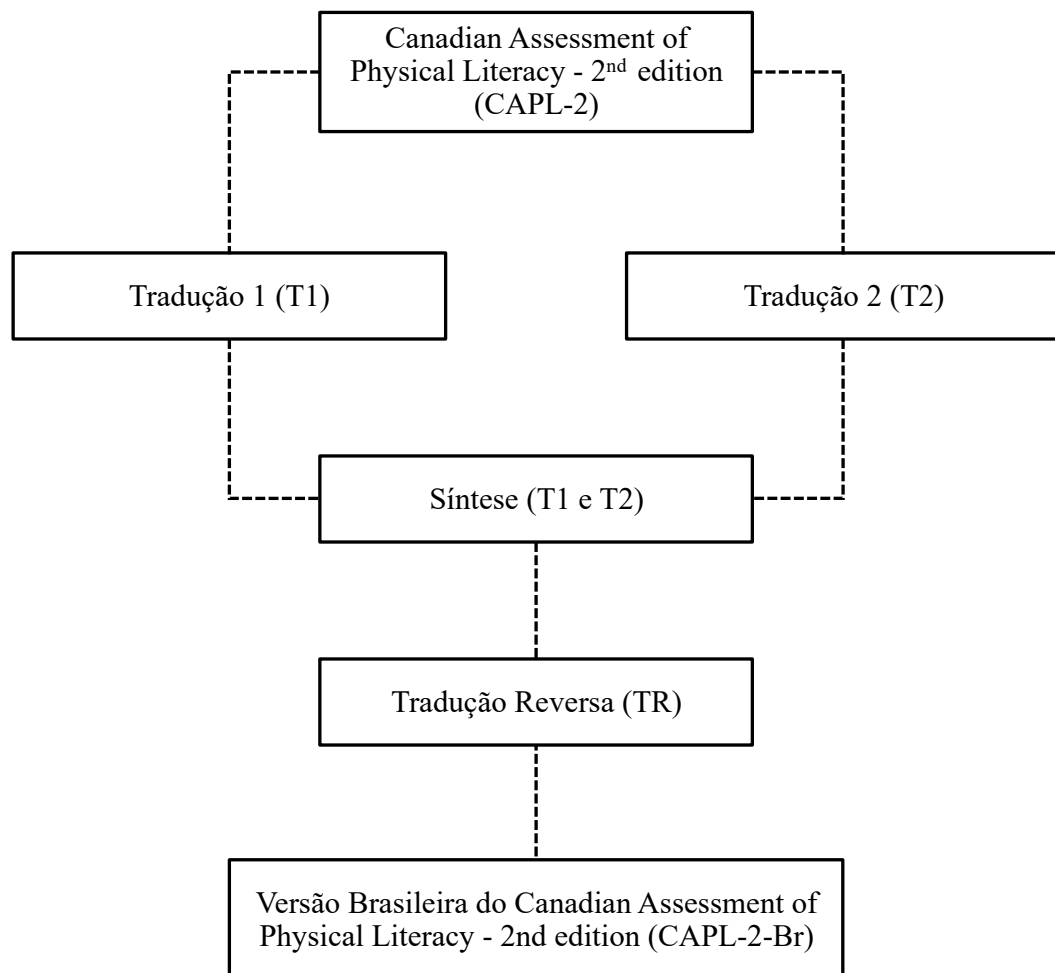 Canadian Assessment of
Physical Literacy - 2nd edition
(CAPL-2)
Tradução 1 (T1)
Tradução 2 (T2)
Síntese (T1 e T2)
Tradução Reversa (TR)
Versão Brasileira do Canadian Assessment of
Physical Literacy - 2nd edition (CAPL-2-Br)